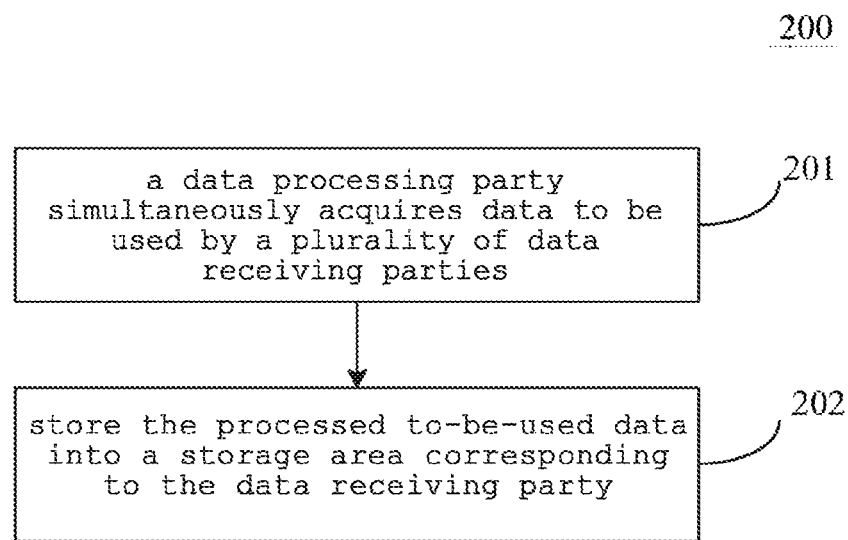 200
a data processing party
simultaneously acquires data to be
used by a plurality of data
receiving parties
201
store the processed to-be-used data
into a storage area corresponding
to the data receiving party
202